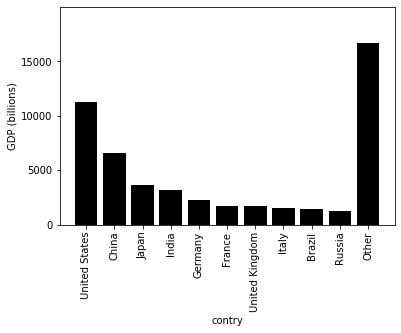 GDP (billions)
15000
10000
5000
0
United States
China
Japan
India
Germany
France
United Kingdom
Italy
Brazil
Russia
Other
contry